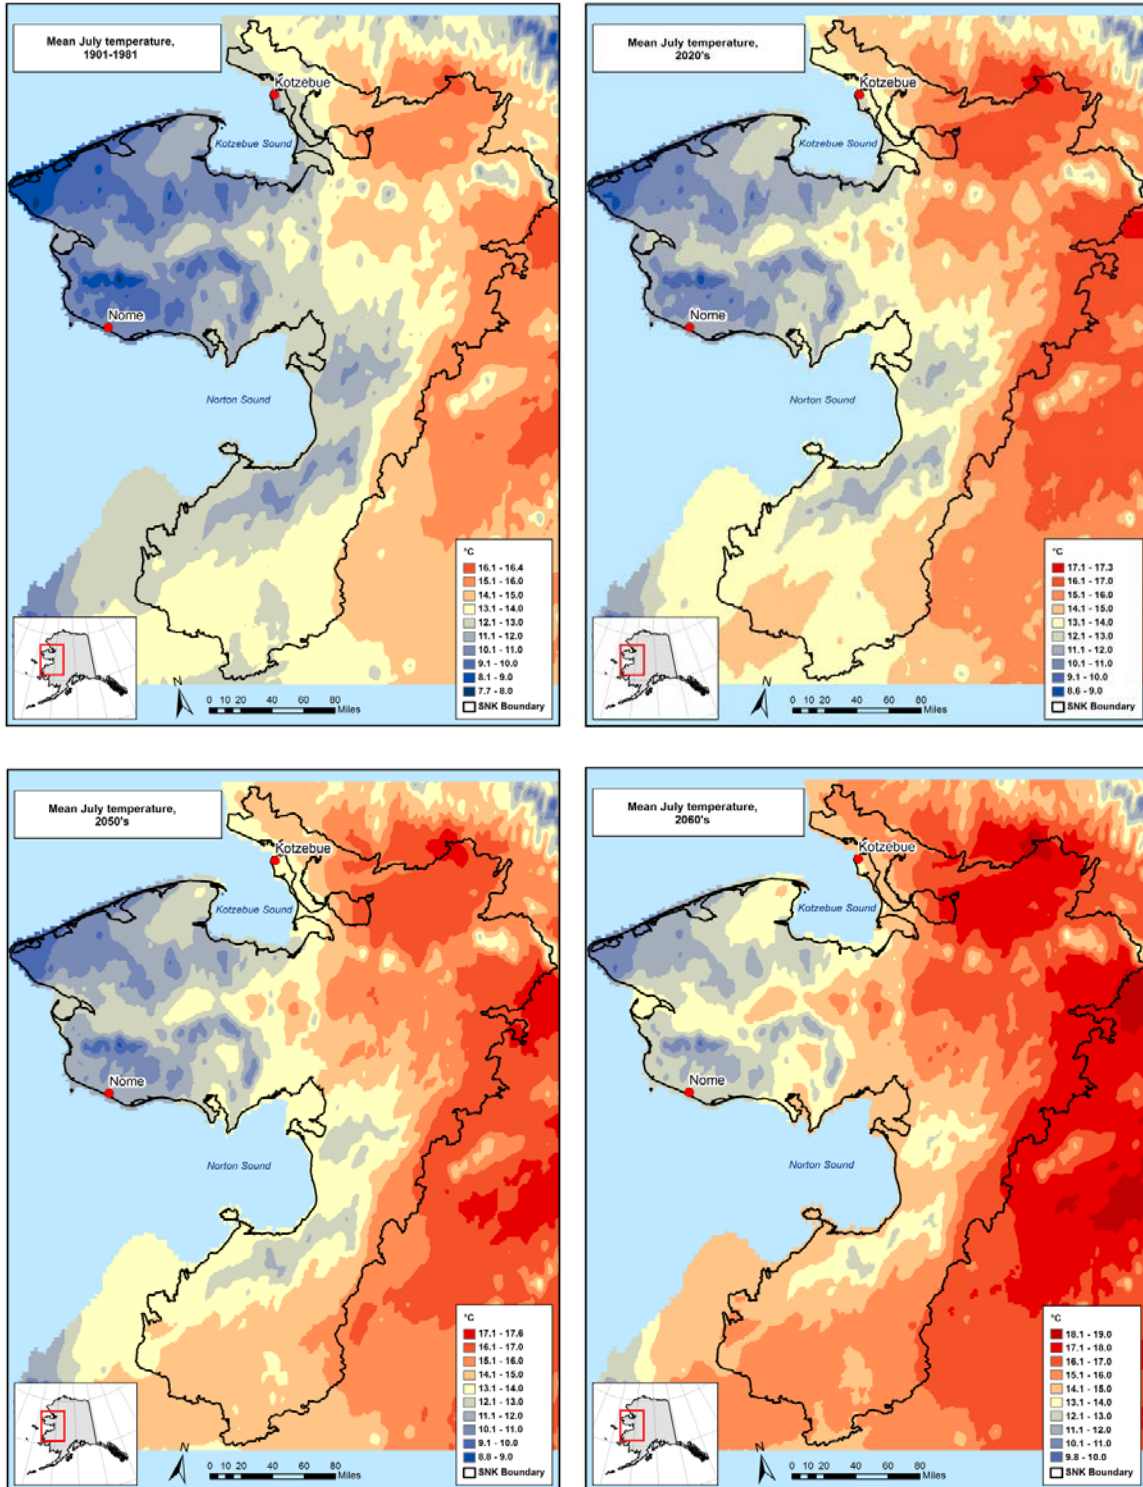 Mean July temperature,
1901-1981
Kotzebue
Kotzebue Sound
Nome
Norton Sound
°C
16.1 - 16.4
15.1 - 16.0
14.1 - 15.0
13.1 - 14.0
12.1 - 13.0
11.1 - 12.0
10.1 - 11.0
9.1 - 10.0
8.1 - 9.0
7.7 - 8.0
SNK Boundary
N
0 10 20 40 60 80
Miles
Mean July temperature,
2020's
Kotzebue
Kotzebue Sound
Nome
Norton Sound
°C
17.1 - 17.3
16.1 - 17.0
15.1 - 16.0
14.1 - 15.0
13.1 - 14.0
12.1 - 13.0
11.1 - 12.0
10.1 - 11.0
9.1 - 10.0
8.6 - 9.0
SNK Boundary
N
0 10 20 40 60 80
Miles
Mean July temperature,
2050's
Kotzebue
Kotzebue Sound
Nome
Norton Sound
°C
17.1 - 17.6
16.1 - 17.0
15.1 - 16.0
14.1 - 15.0
13.1 - 14.0
12.1 - 13.0
11.1 - 12.0
10.1 - 11.0
9.1 - 10.0
8.8 - 9.0
SNK Boundary
N
0 10 20 40 60 80
Miles
Mean July temperature,
2060's
Kotzebue
Kotzebue Sound
Nome
Norton Sound
°C
18.1 - 19.0
17.1 - 18.0
16.1 - 17.0
15.1 - 16.0
14.1 - 15.0
13.1 - 14.0
12.1 - 13.0
11.1 - 12.0
10.1 - 11.0
9.8 - 10.0
SNK Boundary
N
0 10 20 40 60 80
Miles